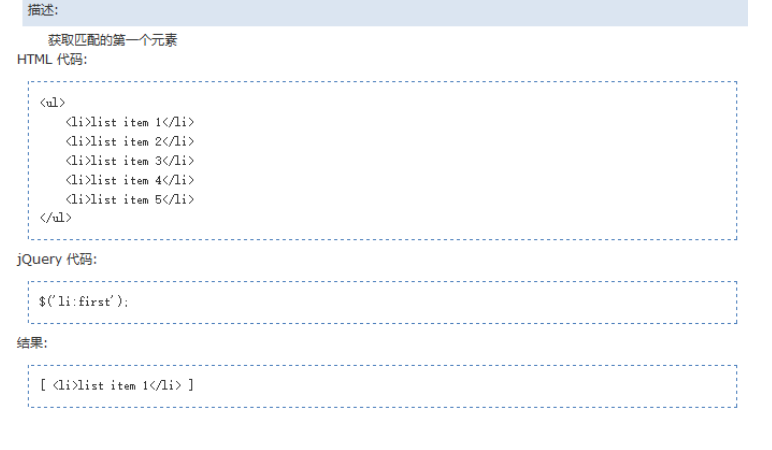 描述:
获取匹配的第一个元素
HTML 代码:
<ul>
    <li>list item 1</li>
    <li>list item 2</li>
    <li>list item 3</li>
    <li>list item 4</li>
    <li>list item 5</li>
</ul>
jQuery 代码:
$('li:first');
结果:
[ <li>list item 1</li> ]